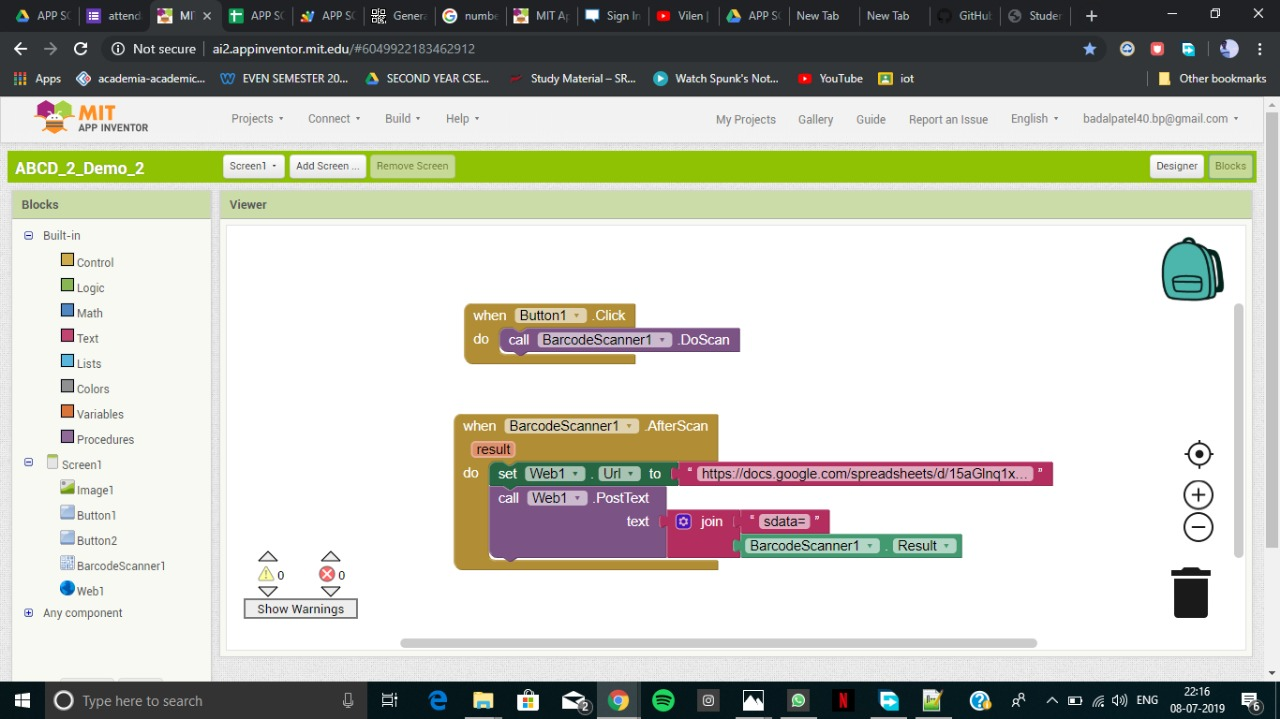 APP SC
attend
MI
APP SC
APP SC
Genera
numbe
MIT Ap
Sign In
Vilen |
APP SC
New Tab
New Tab
GitHub
Studen
Not secure | ai2.appinventor.mit.edu/#6049922183462912
Apps
academia-academic...
EVEN SEMESTER 20...
SECOND YEAR CSE...
Study Material – SR...
Watch Spunk's Not...
YouTube
iot
Other bookmarks
MIT
APP INVENTOR
Projects
Connect
Build
Help
My Projects
Gallery
Guide
Report an Issue
English
badalpatel40.bp@gmail.com
ABCD_2_Demo_2
Screen1
Add Screen ...
Remove Screen
Designer
Blocks
Blocks
Viewer
Built-in
Control
Logic
Math
Text
Lists
Colors
Variables
Procedures
Screen1
Image1
Button1
Button2
BarcodeScanner1
Web1
Any component
when Button1 .Click
do call BarcodeScanner1 .DoScan
when BarcodeScanner1 .AfterScan
result
do set Web1 . Url to “ https://docs.google.com/spreadsheets/d/15aGlnq1x... ”
call Web1 .PostText
text join “ sdata= ”
BarcodeScanner1 . Result
0 0
Show Warnings
Type here to search
2
ENG
22:16
08-07-2019
6